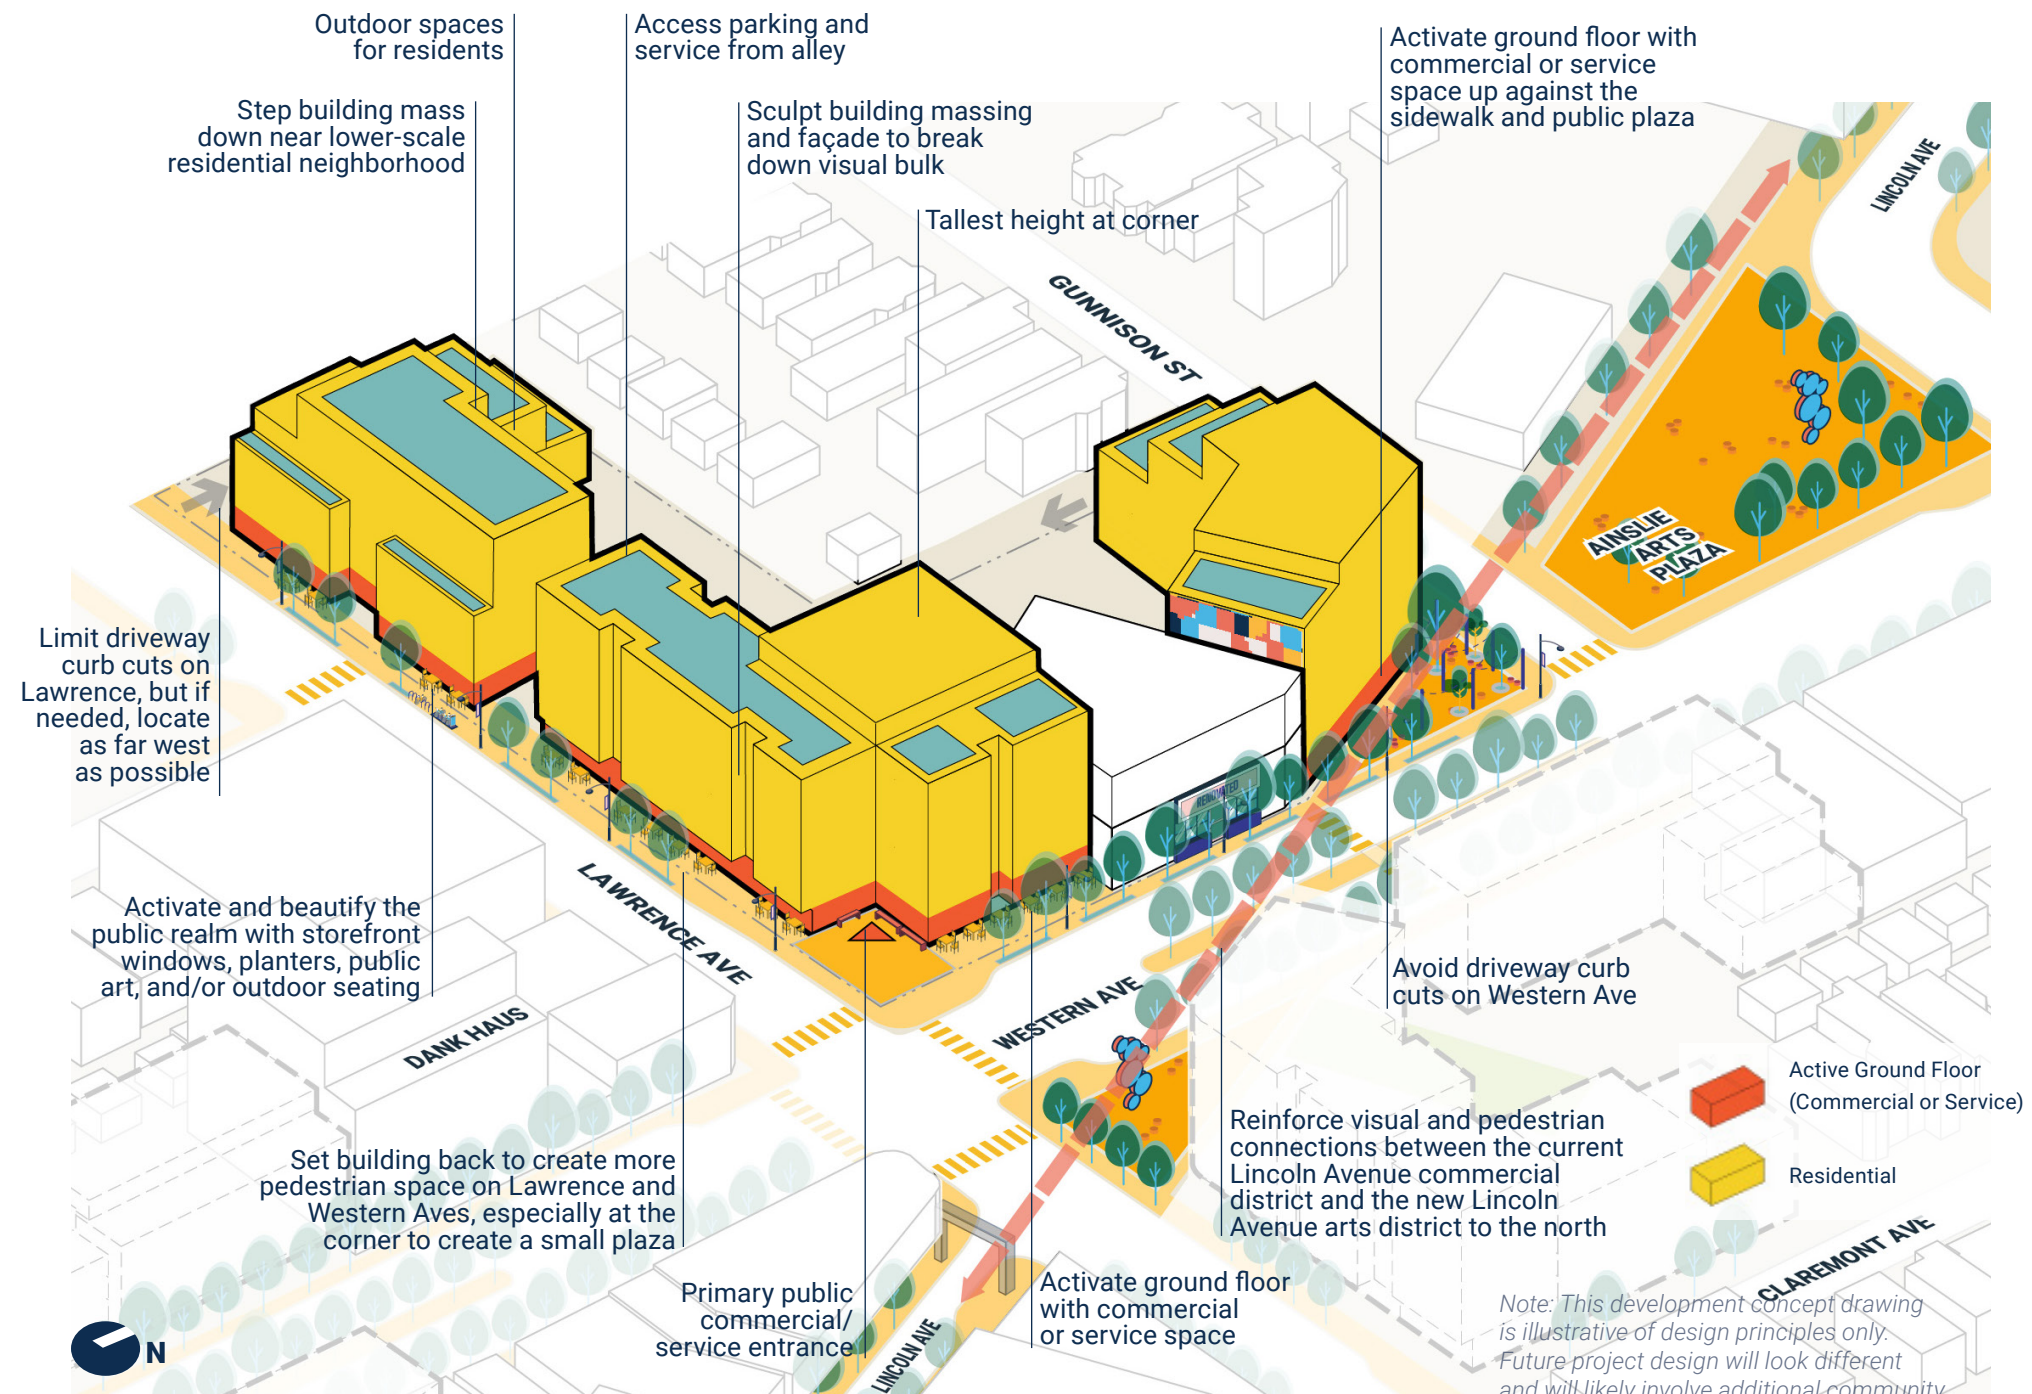 Outdoor spaces
for residents
Access parking and
service from alley
Activate ground floor with
commercial or service
space up against the
sidewalk and public plaza
Step building mass
down near lower-scale
residential neighborhood
Sculpt building massing
and façade to break
down visual bulk
Tallest height at corner
LINCOLN AVE
GUNNISON ST
AINSLIE
ARTS
PLAZA
Limit driveway
curb cuts on
Lawrence, but if
needed, locate
as far west
as possible
RENOVATED
LAWRENCE AVE
Activate and beautify the
public realm with storefront
windows, planters, public
art, and/or outdoor seating
DANK HAUS
WESTERN AVE
Avoid driveway curb
cuts on Western Ave
Active Ground Floor
(Commercial or Service)
Residential
Set building back to create more
pedestrian space on Lawrence and
Western Aves, especially at the
corner to create a small plaza
Reinforce visual and pedestrian
connections between the current
Lincoln Avenue commercial
district and the new Lincoln
Avenue arts district to the north
Primary public
commercial/
service entrance
Activate ground floor
with commercial
or service space
CLAREMONT AVE
LINCOLN AVE
N
Note: This development concept drawing
is illustrative of design principles only.
Future project design will look different
and will likely involve additional community